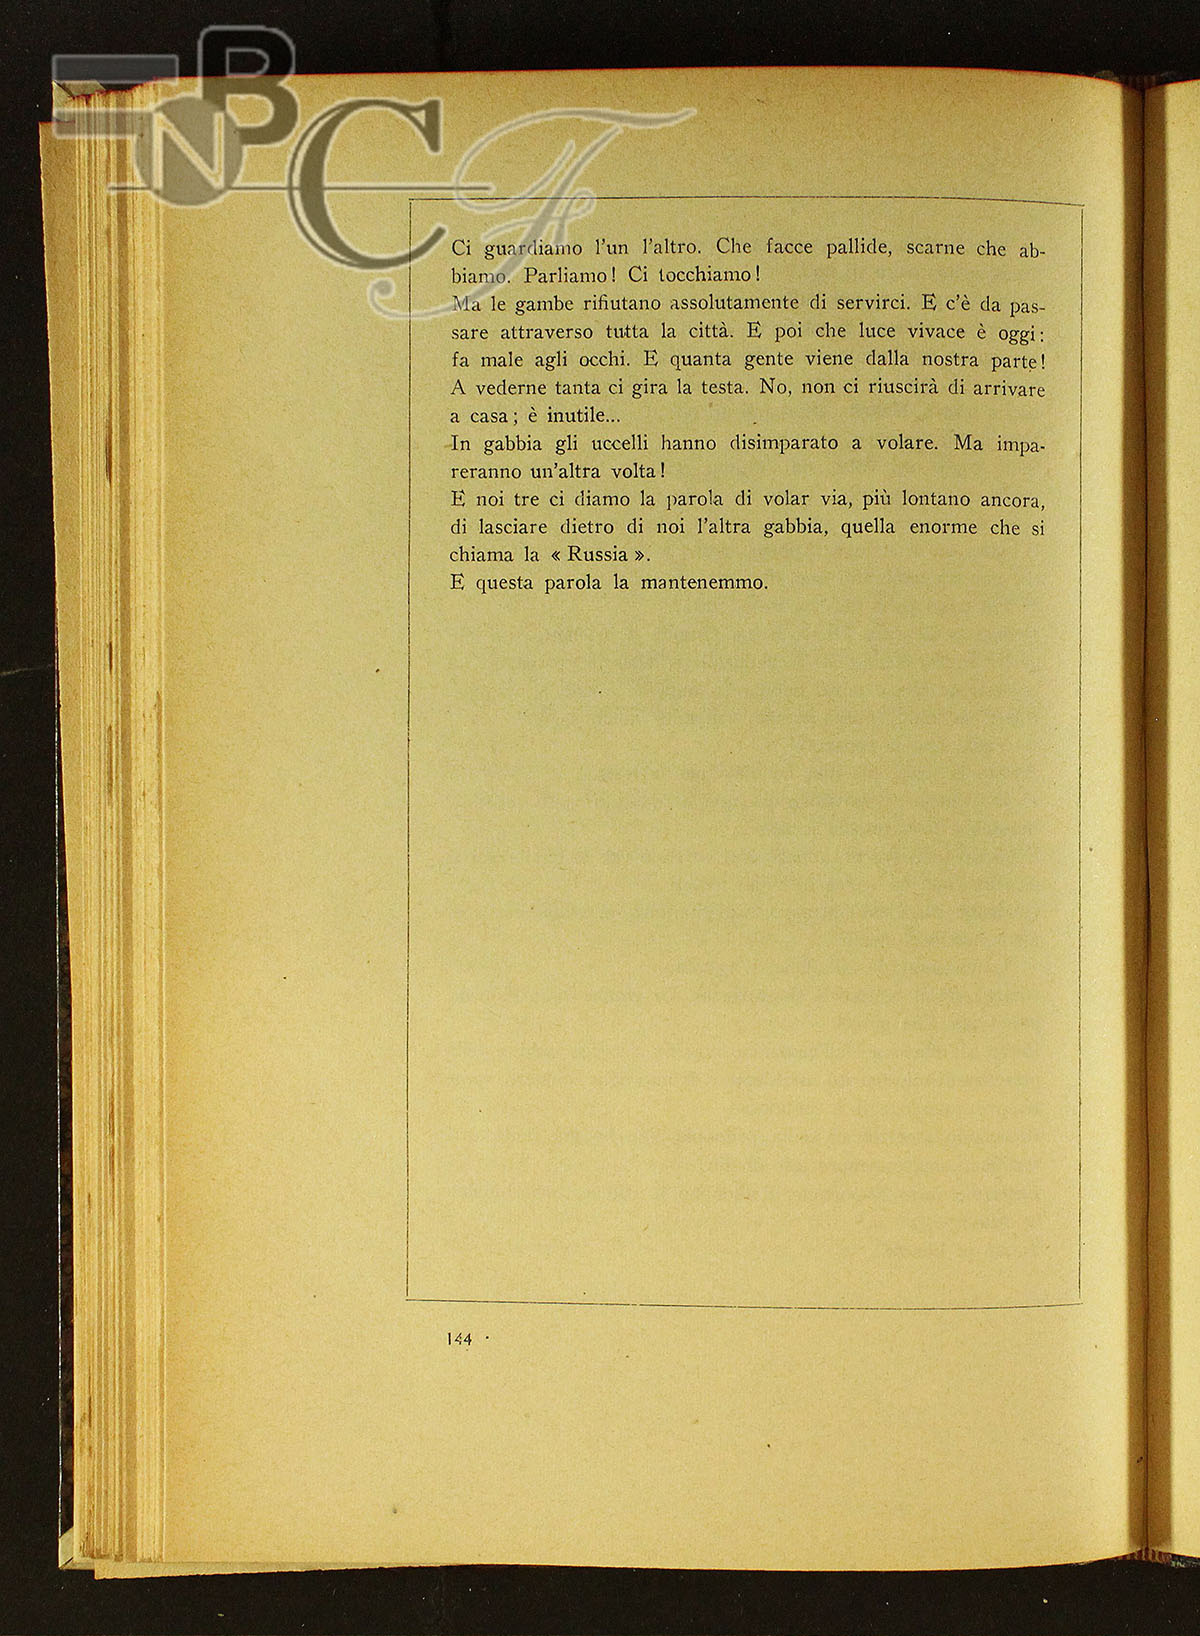 Ci guardiamo l'un l'altro. Che facce pallide, scarne che ab-
biamo. Parliamo! Ci tocchiamo!
Ma le gambe rifiutano assolutamente di servirci. E c'è da pas-
sare attraverso tutta la città. E poi che luce vivace è oggi:
fa male agli occhi. E quanta gente viene dalla nostra parte!
A vederne tanta ci gira la testa. No, non ci riuscirà di arrivare
a casa; è inutile...
In gabbia gli uccelli hanno disimparato a volare. Ma impa-
reranno un'altra volta!
E noi tre ci diamo la parola di volar via, più lontano ancora,
di lasciare dietro di noi l'altra gabbia, quella enorme che si
chiama la « Russia ».
E questa parola la mantenemmo.
144